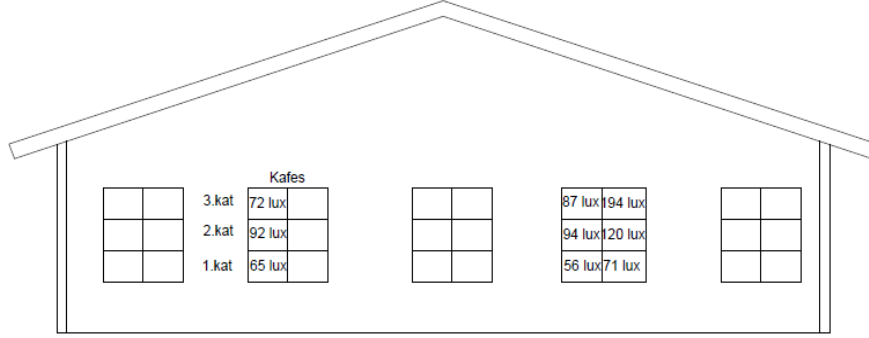 Kafes
3.kat 72 lux 87 lux 194 lux
2.kat 92 lux 94 lux 120 lux
1.kat 65 lux 56 lux 71 lux